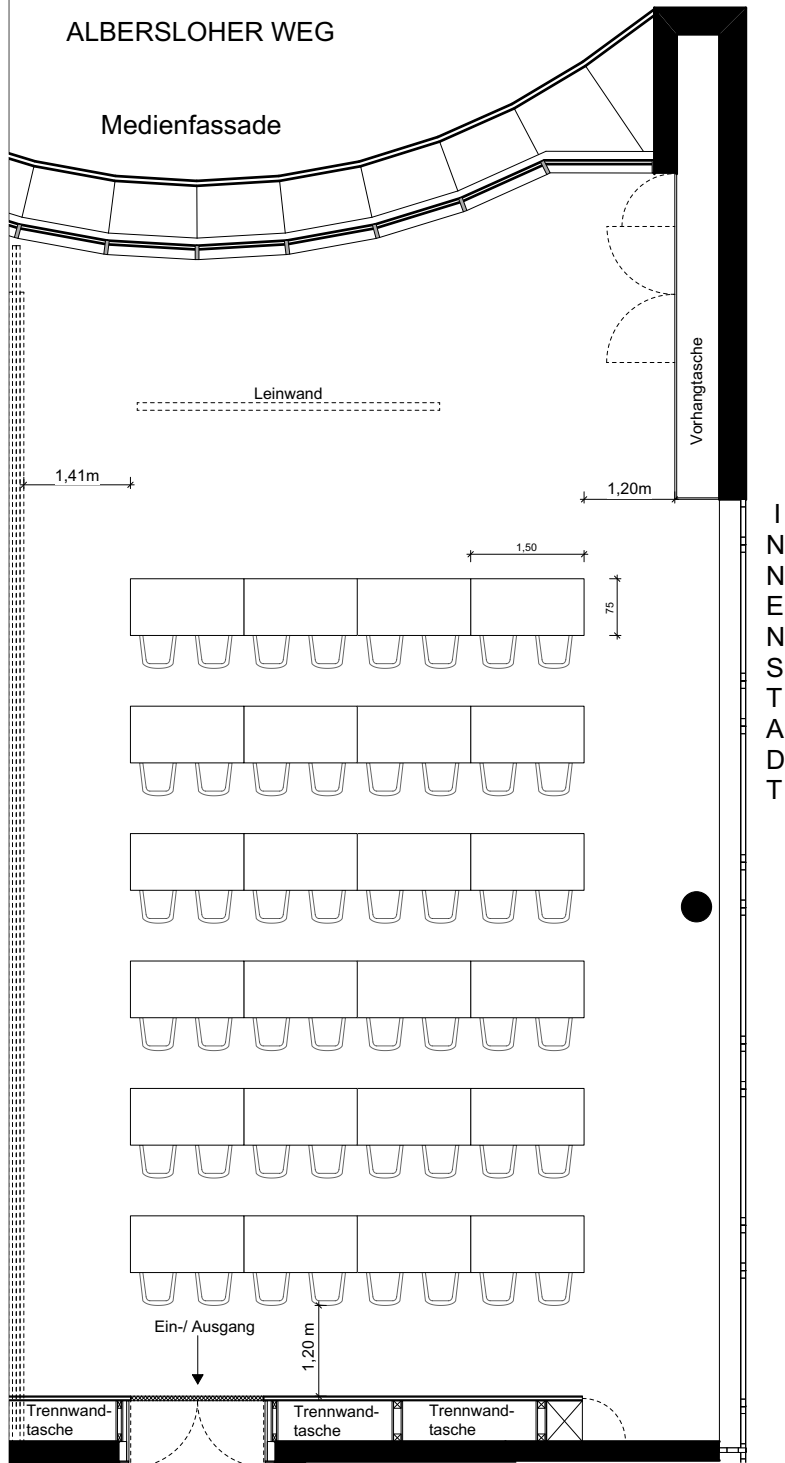 ALBERSLOHER WEG
Medienfassade
Vorhangtasche
Leinwand
1,41m
1,20m
INNENSTADT
1,50
75
Ein-/ Ausgang
1,20 m
Trennwand-
tasche
Trennwand-
tasche
Trennwand-
tasche